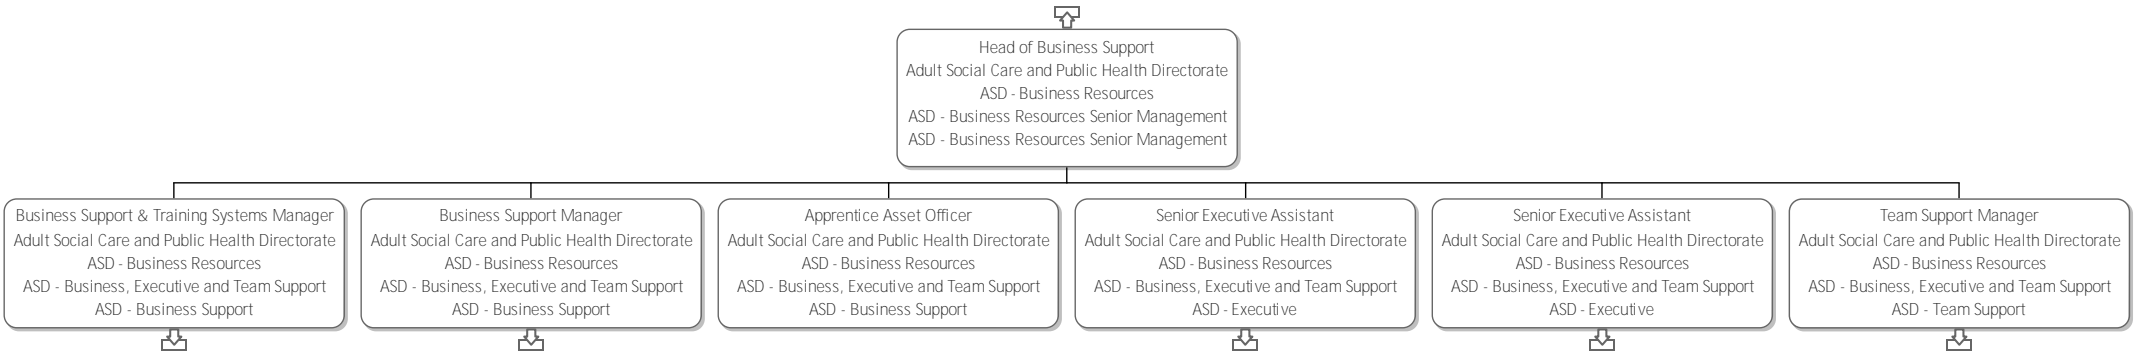 Head of Business Support
Adult Social Care and Public Health Directorate
ASD - Business Resources
ASD - Business Resources Senior Management
ASD - Business Resources Senior Management
Business Support & Training Systems Manager
Adult Social Care and Public Health Directorate
ASD - Business Resources
ASD - Business, Executive and Team Support
ASD - Business Support
Business Support Manager
Adult Social Care and Public Health Directorate
ASD - Business Resources
ASD - Business, Executive and Team Support
ASD - Business Support
Apprentice Asset Officer
Adult Social Care and Public Health Directorate
ASD - Business Resources
ASD - Business, Executive and Team Support
ASD - Business Support
Senior Executive Assistant
Adult Social Care and Public Health Directorate
ASD - Business Resources
ASD - Business, Executive and Team Support
ASD - Executive
Senior Executive Assistant
Adult Social Care and Public Health Directorate
ASD - Business Resources
ASD - Business, Executive and Team Support
ASD - Executive
Team Support Manager
Adult Social Care and Public Health Directorate
ASD - Business Resources
ASD - Business, Executive and Team Support
ASD - Team Support